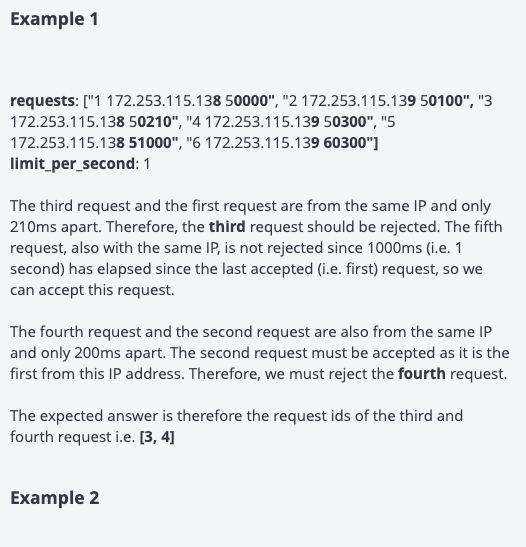 Example 1
requests: ["1 172.253.115.138 50000", "2 172.253.115.139 50100", "3
172.253.115.138 50210", "4 172.253.115.139 50300", "5
172.253.115.138 51000", "6 172.253.115.139 60300"]
limit_per_second: 1
The third request and the first request are from the same IP and only
210ms apart. Therefore, the third request should be rejected. The fifth
request, also with the same IP, is not rejected since 1000ms (i.e. 1
second) has elapsed since the last accepted (i.e. first) request, so we
can accept this request.
The fourth request and the second request are also from the same IP
and only 200ms apart. The second request must be accepted as it is the
first from this IP address. Therefore, we must reject the fourth request.
The expected answer is therefore the request ids of the third and
fourth request i.e. [3, 4]
Example 2